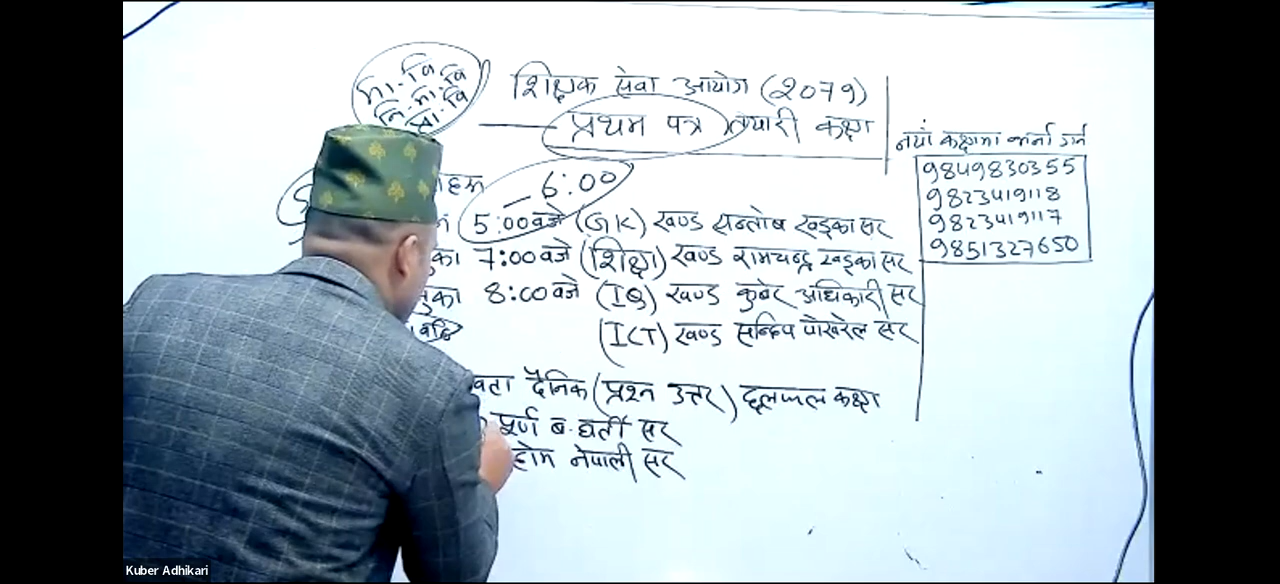 मा. वि
नि. मा. वि
प्रा. वि
शिक्षक सेवा आयोग (2079)
प्रथम पत्र तयारी कक्षा
6:00
5:00 बजे (GK) खण्ड सन्तोष खड्का सर
का 7:00 बजे (शिक्षा) खण्ड रामचन्द्र खड्का सर
का 8:00 बजे (IQ) खण्ड कुबेर अधिकारी सर
(ICT) खण्ड सन्दिप पोखरेल सर
दैनिक (प्रश्न उत्तर) छलफल कक्षा
पूर्ण ब. घर्ती सर
होम नेपाली सर
नयाँ कक्षामा भर्ना हुन
9849830355
9823419118
9823419117
9851327650
Kuber Adhikari